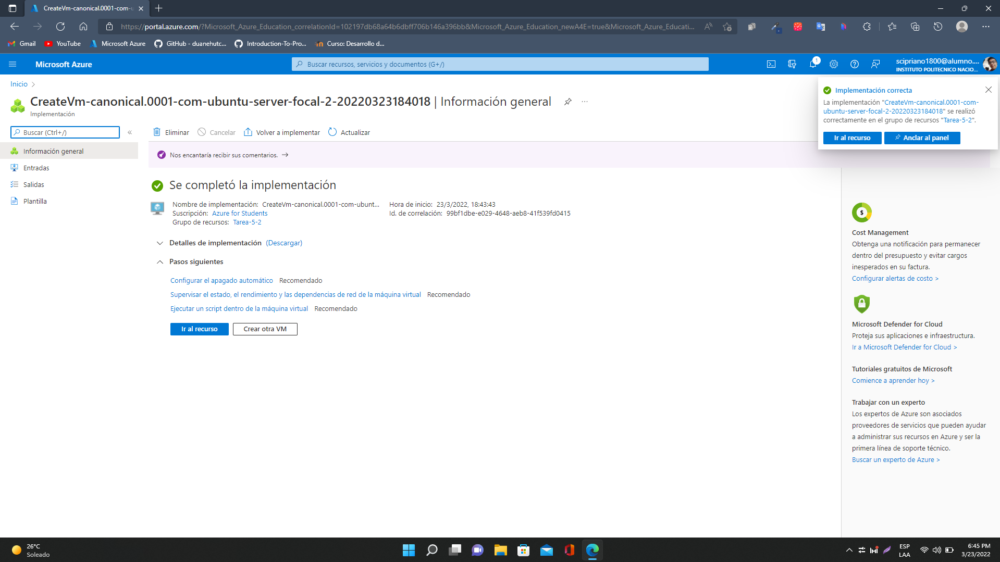 CreateVm-canonical.0001-com-u
https://portal.azure.com/?Microsoft_Azure_Education_correlationId=102197db68a64b6dbff706b146a396bb&Microsoft_Azure_Education_newA4E=true&Microsoft_Azure_Educati...
Gmail
YouTube
Microsoft Azure
GitHub - duanehutc...
Introduction-To-Pro...
Curso: Desarrollo d...
Microsoft Azure
Buscar recursos, servicios y documentos (G+/)
1
scipriano1800@alumno....
INSTITUTO POLITECNICO NACIO...
Inicio
CreateVm-canonical.0001-com-ubuntu-server-focal-2-20220323184018 | Información general
Implementación
Buscar (Ctrl+/)
Información general
Entradas
Salidas
Plantilla
Eliminar
Cancelar
Volver a implementar
Actualizar
Nos encantaría recibir sus comentarios.
Se completó la implementación
Nombre de implementación: CreateVm-canonical.0001-com-ubunt...
Suscripción: Azure for Students
Grupo de recursos: Tarea-5-2
Hora de inicio: 23/3/2022, 18:43:43
Id. de correlación: 99bf1dbe-e029-4648-aeb8-41f539fd0415
Detalles de implementación (Descargar)
Pasos siguientes
Configurar el apagado automático Recomendado
Supervisar el estado, el rendimiento y las dependencias de red de la máquina virtual Recomendado
Ejecutar un script dentro de la máquina virtual Recomendado
Ir al recurso
Crear otra VM
Implementación correcta
La implementación "CreateVm-canonical.0001-com-
ubuntu-server-focal-2-20220323184018" se realizó
correctamente en el grupo de recursos "Tarea-5-2".
Ir al recurso
Anclar al panel
Cost Management
Obtenga una notificación para permanecer
dentro del presupuesto y evitar cargos
inesperados en su factura.
Configurar alertas de costo >
Microsoft Defender for Cloud
Proteja sus aplicaciones e infraestructura.
Ir a Microsoft Defender for Cloud >
Tutoriales gratuitos de Microsoft
Comience a aprender hoy >
Trabajar con un experto
Los expertos de Azure son asociados
proveedores de servicios que pueden ayudar
a administrar sus recursos en Azure y ser la
primera línea de soporte técnico.
Buscar un experto de Azure >
26°C
Soleado
ESP
LAA
6:45 PM
3/23/2022